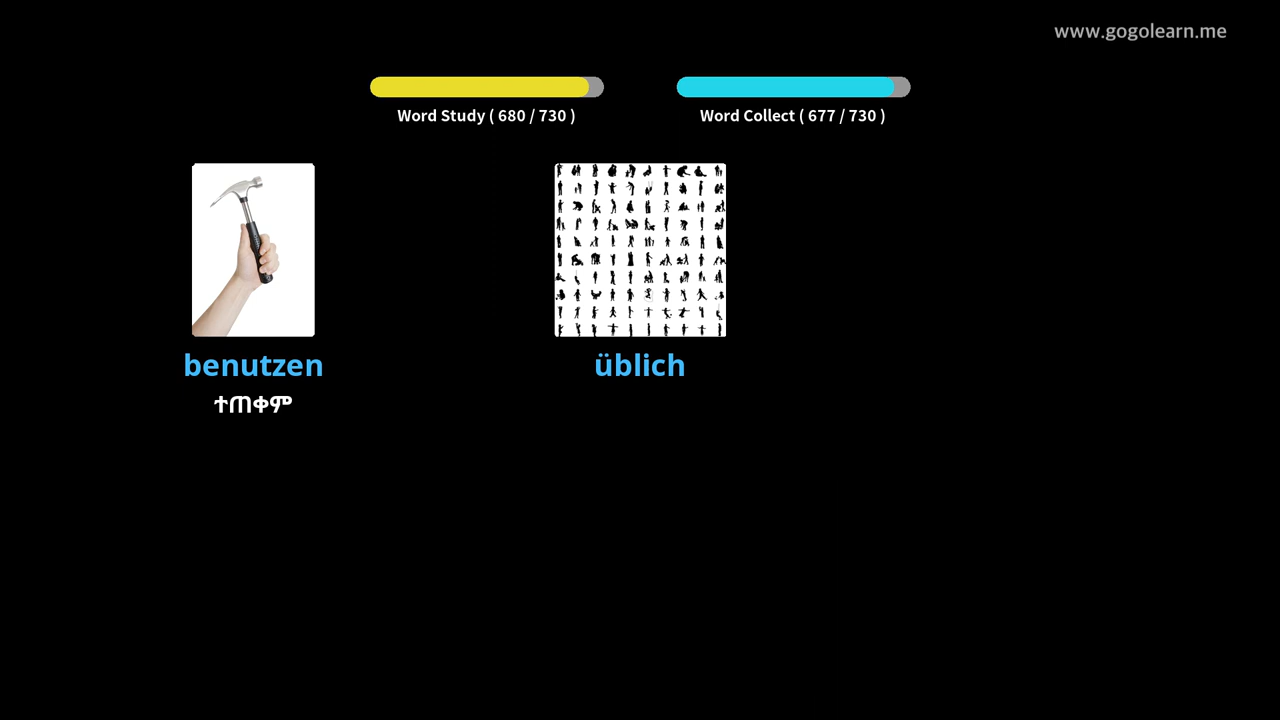 www.gogolearn.me
Word Study ( 680 / 730 )
Word Collect ( 677 / 730 )
benutzen
üblich
ተጠቀም